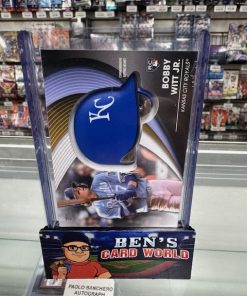 RC
BOBBY
WITT JR.
KANSAS CITY ROYALS®
KC
BEN'S
CARD WORLD
PAOLO BANCHERO
AUTOGRAPH